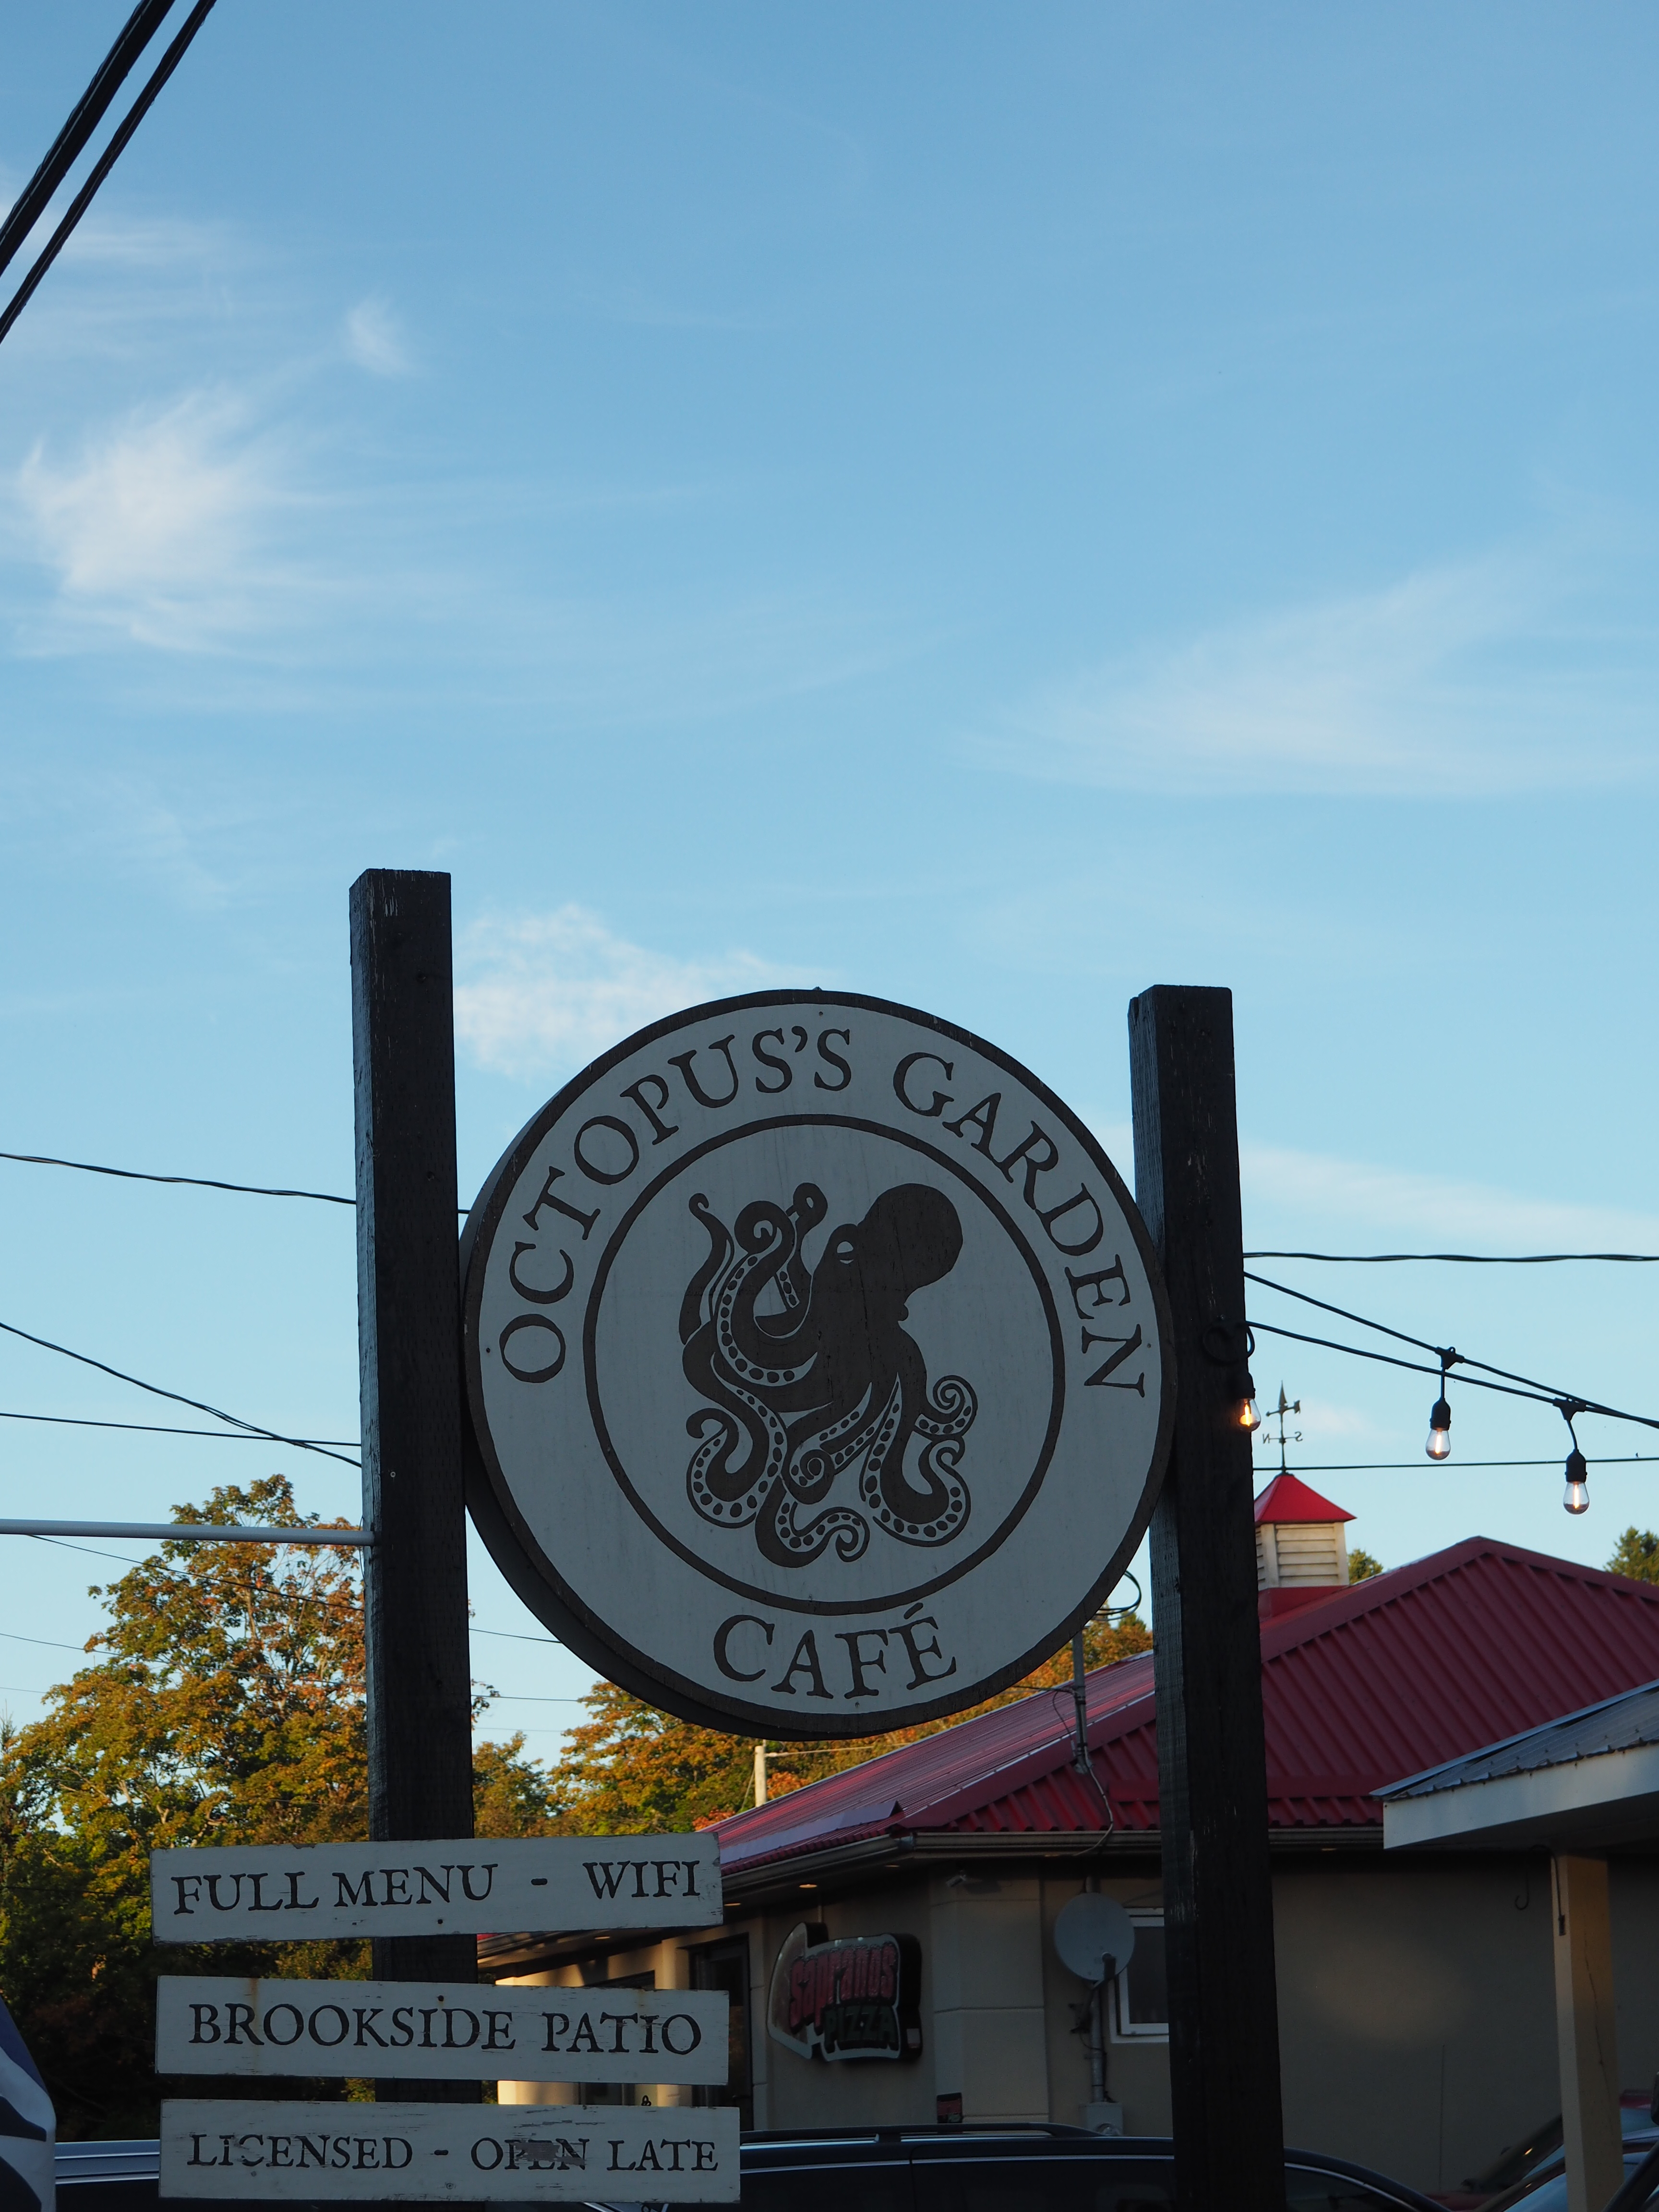 OCTOPUS'S GARDEN
CAFÉ
FULL MENU - WIFI
BROOKSIDE PATIO
LICENSED - OPEN LATE
Sopranos
PIZZA
N S